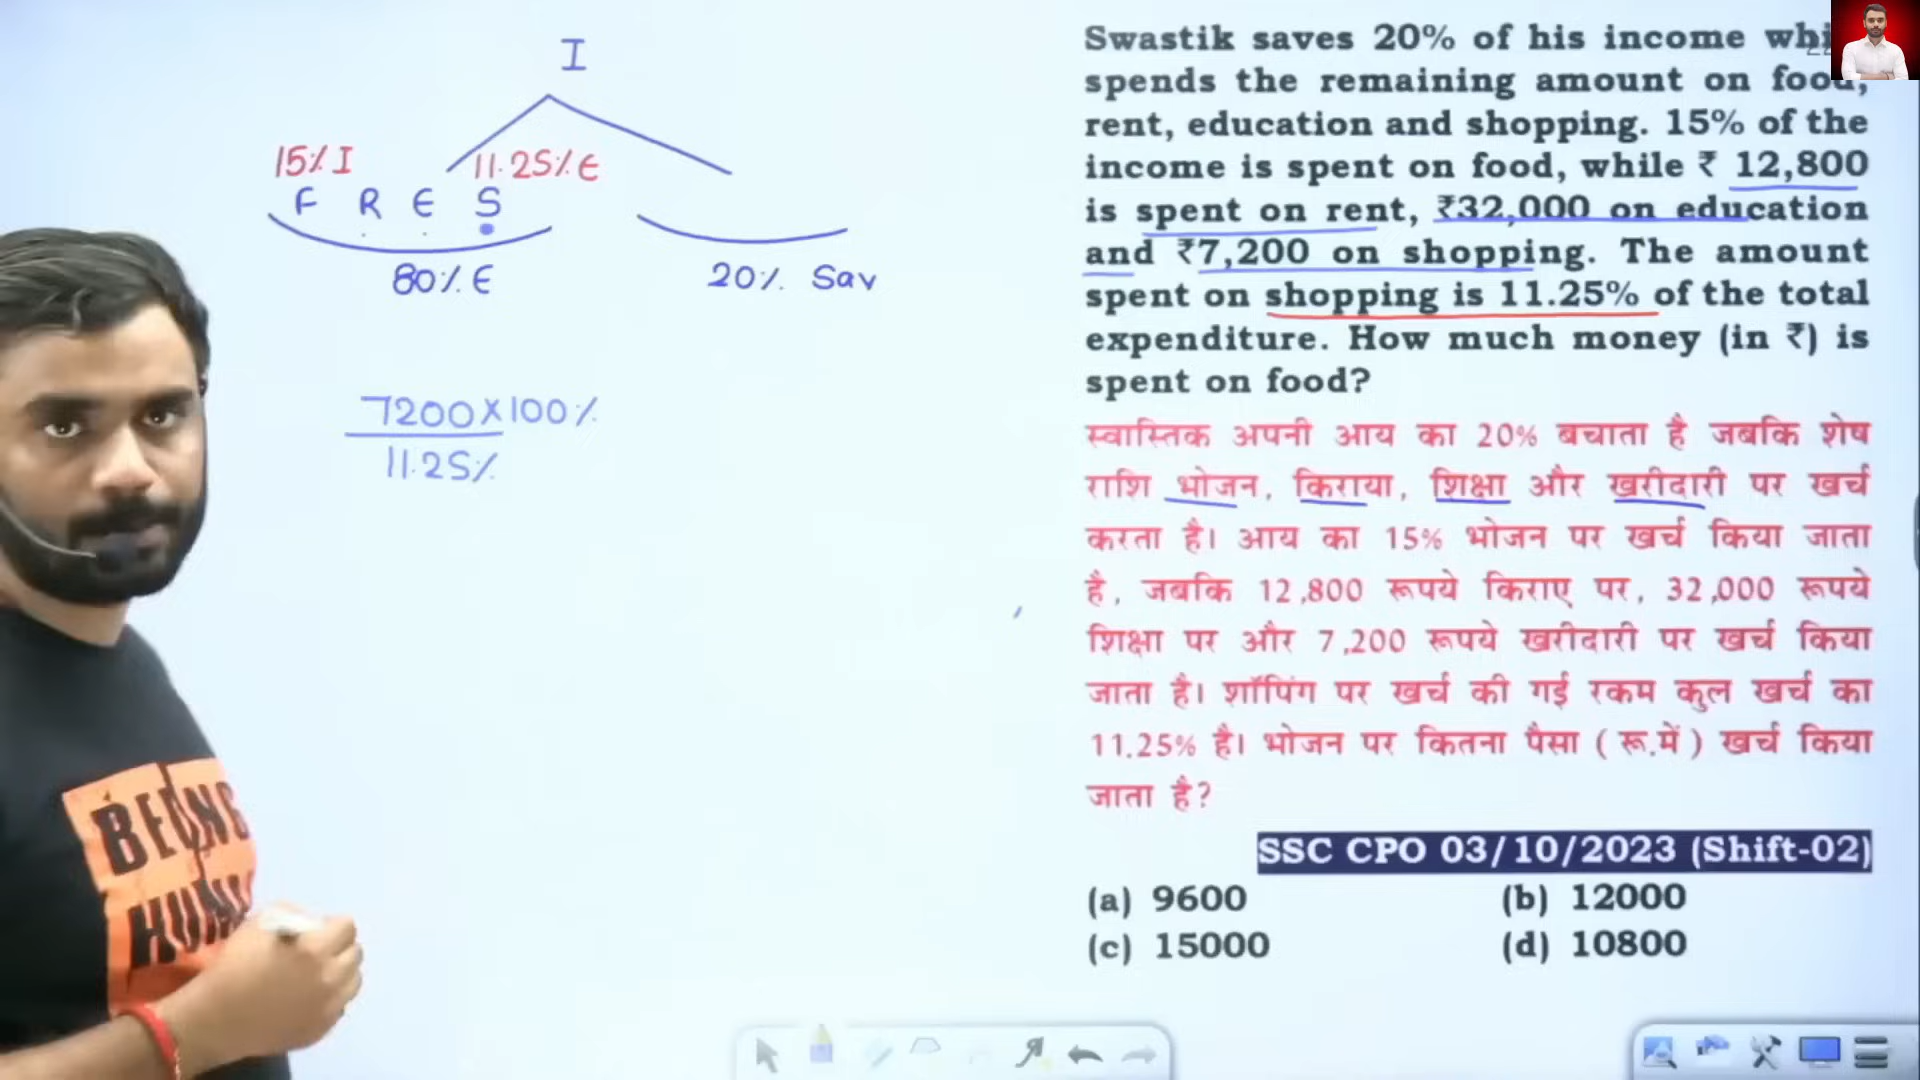 I
15% I
11.25% E
F R E S
80% E
20% Sav
7200×100%
11.25%
Swastik saves 20% of his income
spends the remaining amount on food,
rent, education and shopping. 15% of the
income is spent on food, while ₹ 12,800
is spent on rent, ₹32,000 on education
and ₹7,200 on shopping. The amount
spent on shopping is 11.25% of the total
expenditure. How much money (in ₹) is
spent on food?
स्वास्तिक अपनी आय का 20% बचाता है जबकि शेष
राशि भोजन, किराया, शिक्षा और खरीदारी पर खर्च
करता है। आय का 15% भोजन पर खर्च किया जाता
है, जबकि 12,800 रूपये किराए पर, 32,000 रूपये
शिक्षा पर और 7,200 रूपये खरीदारी पर खर्च किया
जाता है। शॉपिंग पर खर्च की गई रकम कुल खर्च का
11.25% है। भोजन पर कितना पैसा ( रू.में ) खर्च किया
जाता है?
SSC CPO 03/10/2023 (Shift-02)
(a) 9600 (b) 12000
(c) 15000 (d) 10800
BEING
HUMA